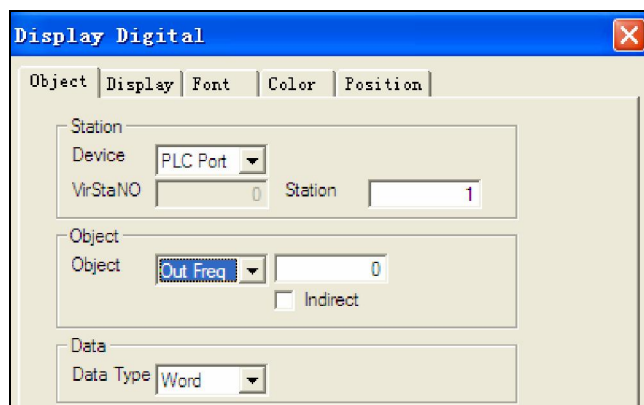 Display Digital
Object Display Font Color Position
Station
Device PLC Port
VirStaNO 0 Station 1
Object
Object Out Freq 0
Indirect
Data
Data Type Word